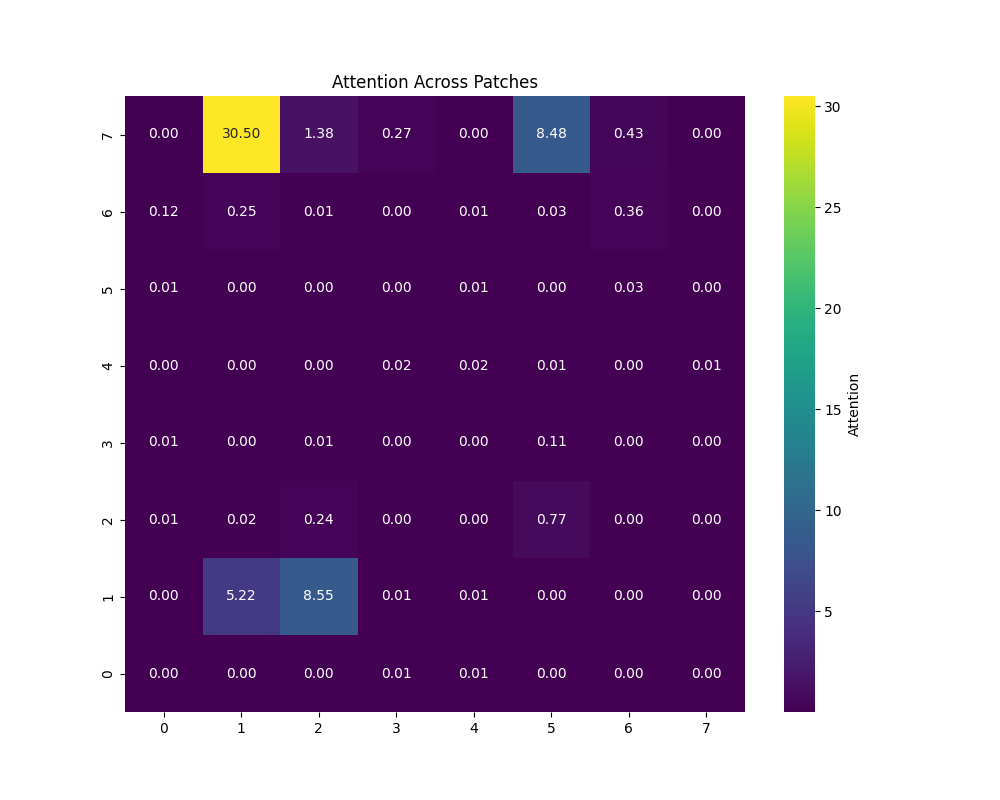 Attention Across Patches
7 0.00 30.50 1.38 0.27 0.00 8.48 0.43 0.00
6 0.12 0.25 0.01 0.00 0.01 0.03 0.36 0.00
5 0.01 0.00 0.00 0.00 0.01 0.00 0.03 0.00
4 0.00 0.00 0.00 0.02 0.02 0.01 0.00 0.01
3 0.01 0.00 0.01 0.00 0.00 0.11 0.00 0.00
2 0.01 0.02 0.24 0.00 0.00 0.77 0.00 0.00
1 0.00 5.22 8.55 0.01 0.01 0.00 0.00 0.00
0 0.00 0.00 0.00 0.01 0.01 0.00 0.00 0.00
0 1 2 3 4 5 6 7
30
25
20
15
10
5
Attention